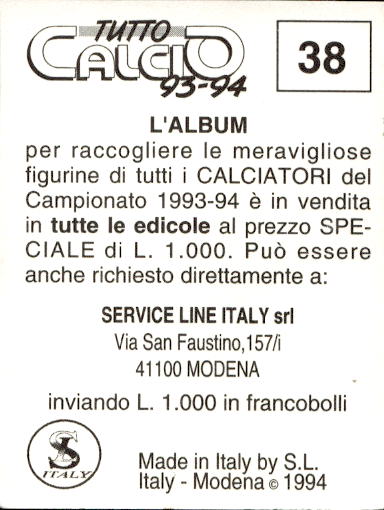 TUTTO
CALCIO
93-94
38
L'ALBUM
per raccogliere le meravigliose
figurine di tutti i CALCIATORI del
Campionato 1993-94 è in vendita
in tutte le edicole al prezzo SPE-
CIALE di L. 1.000. Può essere
anche richiesto direttamente a:
SERVICE LINE ITALY srl
Via San Faustino,157/i
41100 MODENA
inviando L. 1.000 in francobolli
SL
ITALY
Made in Italy by S.L.
Italy - Modena © 1994